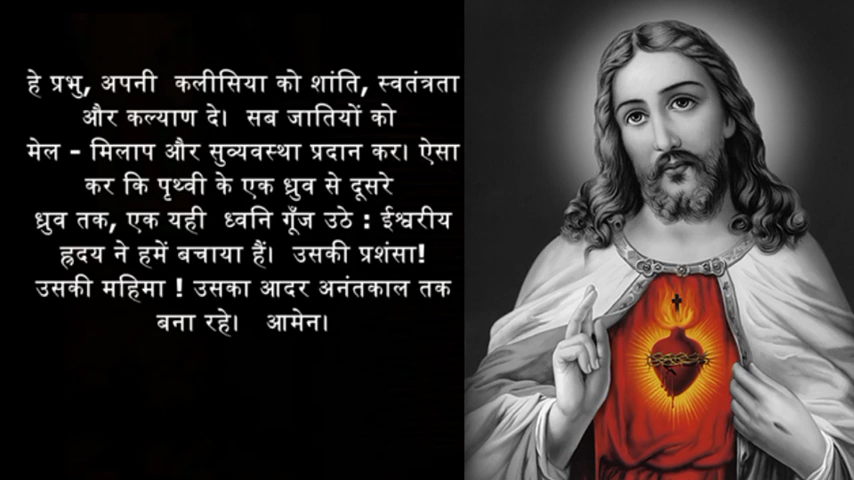 हे प्रभु, अपनी कलीसिया को शांति, स्वतंत्रता
और कल्याण दे। सब जातियों को
मेल - मिलाप और सुव्यवस्था प्रदान कर। ऐसा
कर कि पृथ्वी के एक ध्रुव से दूसरे
ध्रुव तक, एक यही ध्वनि गूँज उठे : ईश्वरीय
ह्रदय ने हमें बचाया हैं। उसकी प्रशंसा!
उसकी महिमा ! उसका आदर अनंतकाल तक
बना रहे। आमेन।